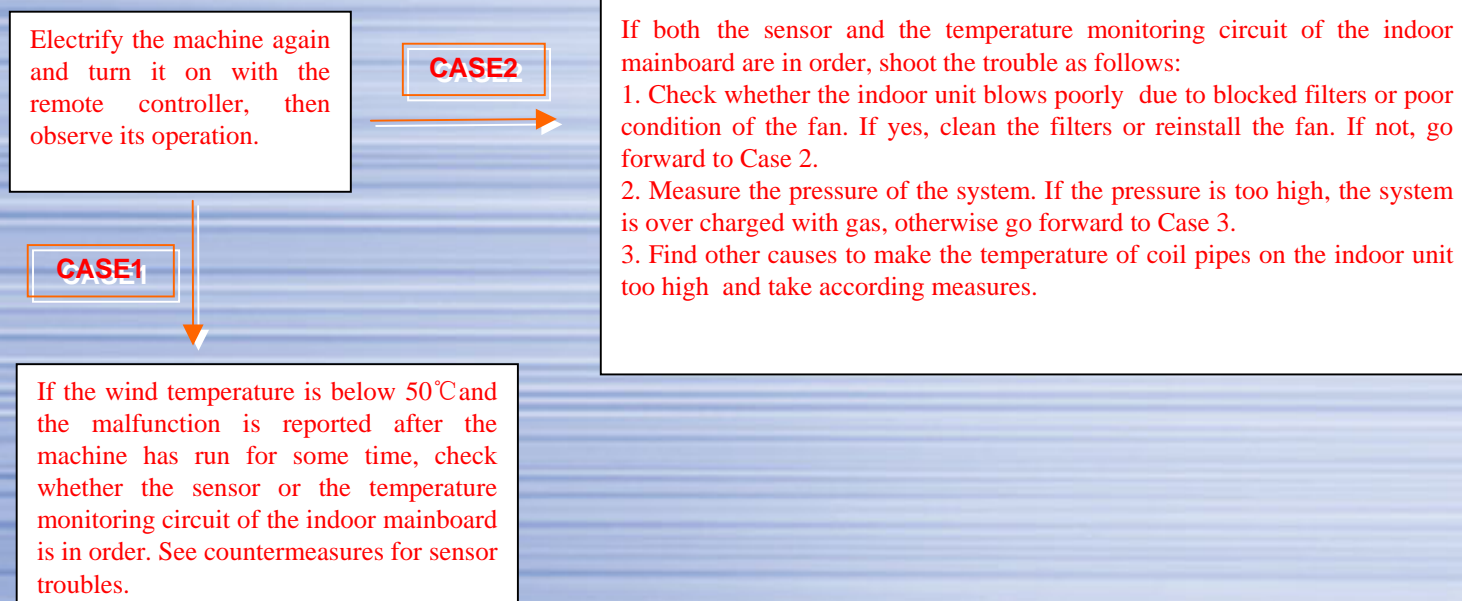 Electrify the machine again
and turn it on with the
remote controller, then
observe its operation.
CASE2
If both the sensor and the temperature monitoring circuit of the indoor
mainboard are in order, shoot the trouble as follows:
1. Check whether the indoor unit blows poorly due to blocked filters or poor
condition of the fan. If yes, clean the filters or reinstall the fan. If not, go
forward to Case 2.
2. Measure the pressure of the system. If the pressure is too high, the system
is over charged with gas, otherwise go forward to Case 3.
3. Find other causes to make the temperature of coil pipes on the indoor unit
too high and take according measures.
CASE1
If the wind temperature is below 50℃and
the malfunction is reported after the
machine has run for some time, check
whether the sensor or the temperature
monitoring circuit of the indoor mainboard
is in order. See countermeasures for sensor
troubles.